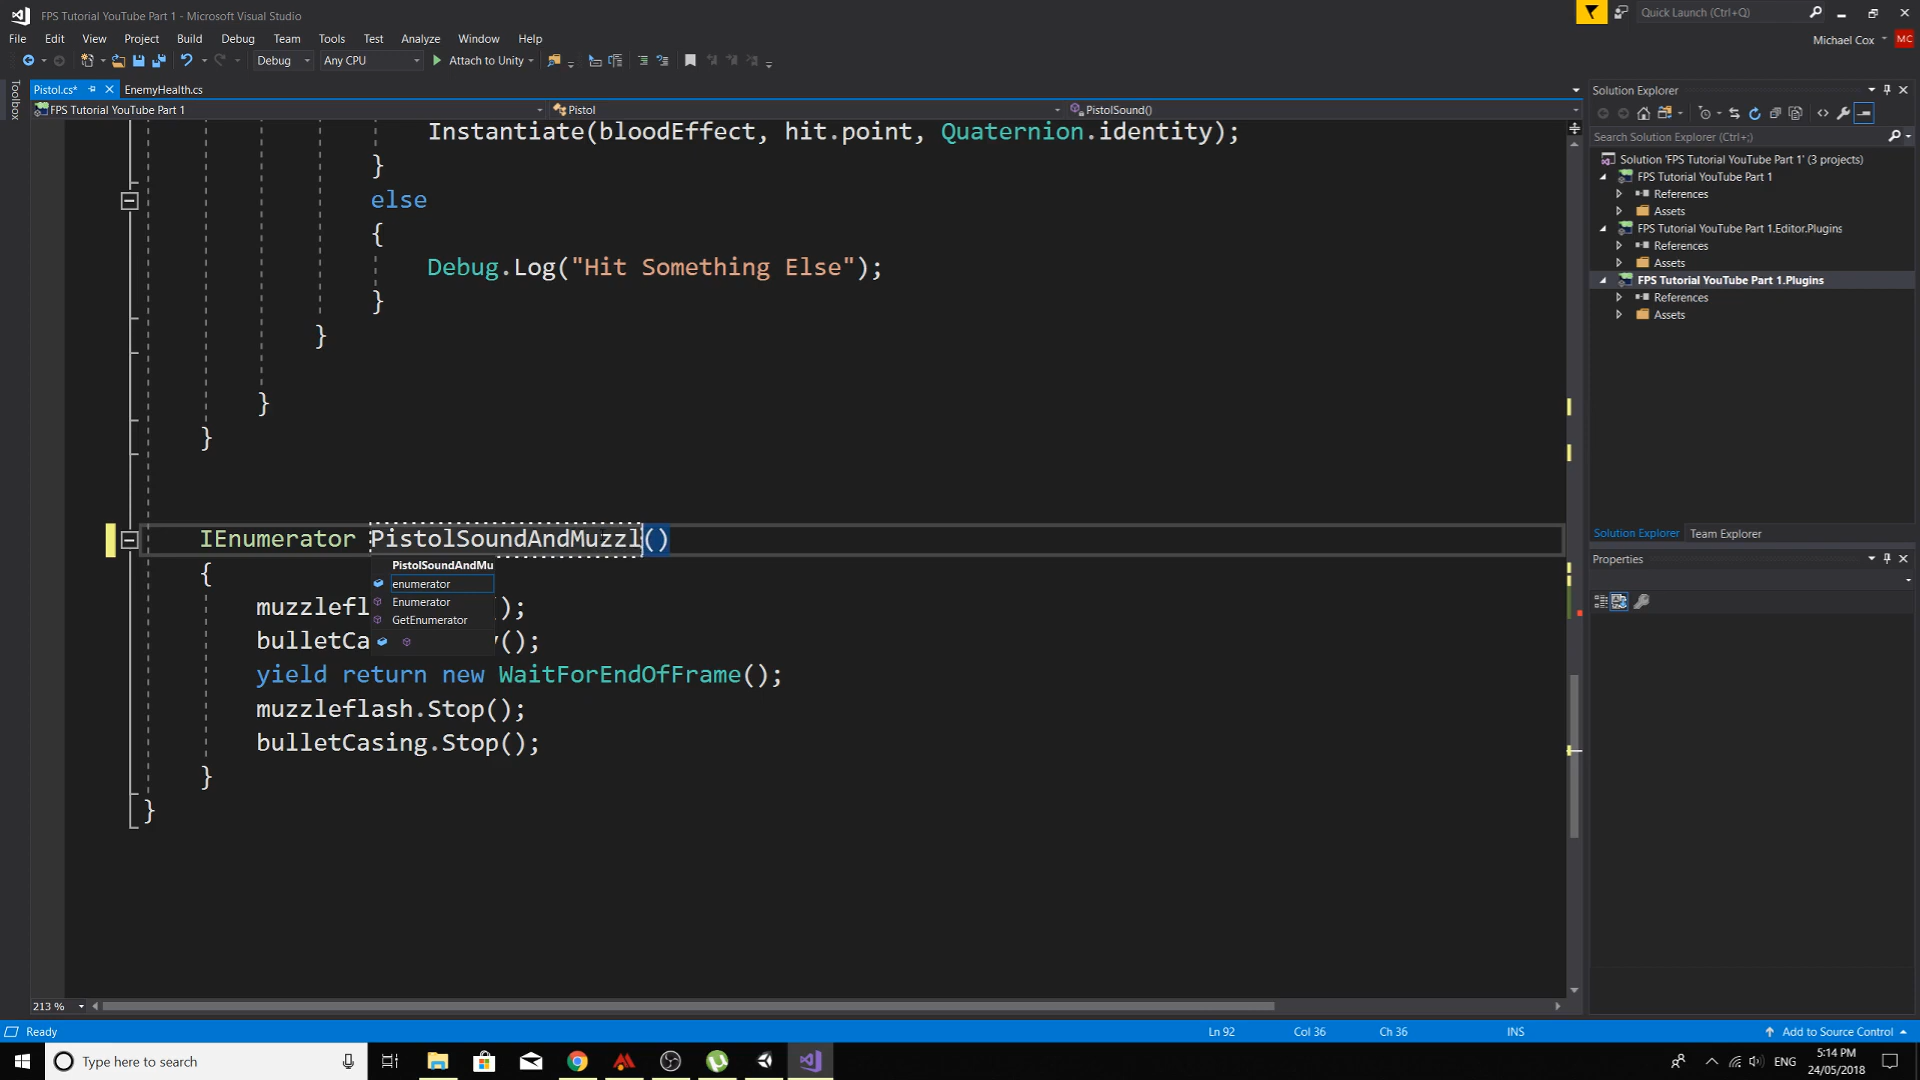 FPS Tutorial YouTube Part 1 - Microsoft Visual Studio
Quick Launch (Ctrl+Q)
File Edit View Project Build Debug Team Tools Test Analyze Window Help
Michael Cox MC
Debug Any CPU Attach to Unity
Toolbox
Pistol.cs* EnemyHealth.cs
FPS Tutorial YouTube Part 1 Pistol PistolSound()
Instantiate(bloodEffect, hit.point, Quaternion.identity);
}
else
{
Debug.Log("Hit Something Else");
}
}
}
}
IEnumerator PistolSoundAndMuzzl()
{
PistolSoundAndMu
enumerator
Enumerator
GetEnumerator
muzzlefl );
bulletCa ();
yield return new WaitForEndOfFrame();
muzzleflash.Stop();
bulletCasing.Stop();
}
}
213 %
Solution Explorer
Search Solution Explorer (Ctrl+;)
Solution 'FPS Tutorial YouTube Part 1' (3 projects)
FPS Tutorial YouTube Part 1
References
Assets
FPS Tutorial YouTube Part 1.Editor.Plugins
References
Assets
FPS Tutorial YouTube Part 1.Plugins
References
Assets
Solution Explorer Team Explorer
Properties
Ready Ln 92 Col 36 Ch 36 INS Add to Source Control
Type here to search
ENG
5:14 PM
24/05/2018